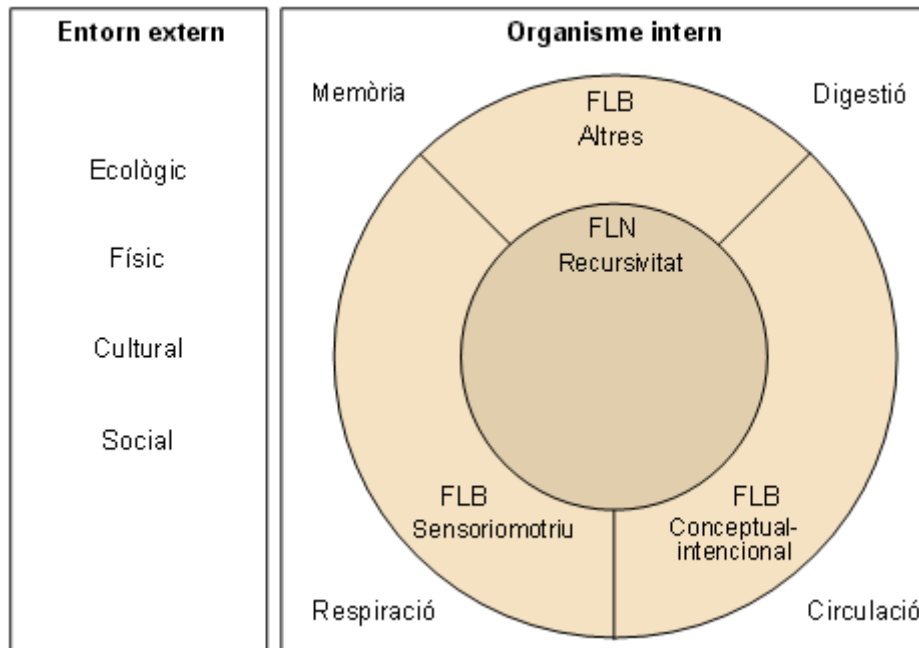 Entorn extern
Ecològic
Físic
Cultural
Social
Organisme intern
Memòria
Digestió
FLB
Altres
FLN
Recursivitat
FLB
Sensoriomotriu
FLB
Conceptual-
intencional
Respiració
Circulació